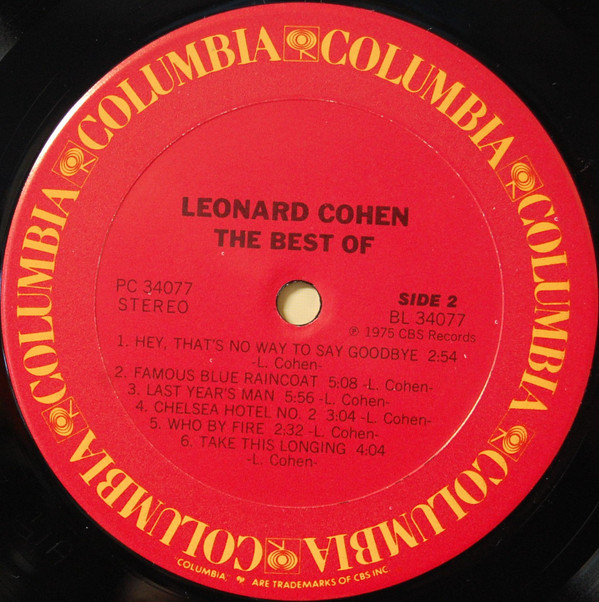 COLUMBIA COLUMBIA COLUMBIA COLUMBIA COLUMBIA COLUMBIA COLUMBIA
LEONARD COHEN
THE BEST OF
PC 34077
STEREO
SIDE 2
BL 34077
℗ 1975 CBS Records
1. HEY, THAT'S NO WAY TO SAY GOODBYE 2:54
-L. Cohen-
2. FAMOUS BLUE RAINCOAT 5:08 -L. Cohen-
3. LAST YEAR'S MAN 5:56 -L. Cohen-
4. CHELSEA HOTEL NO. 2 3:04 -L. Cohen-
5. WHO BY FIRE 2:32 -L. Cohen-
6. TAKE THIS LONGING 4:04
-L. Cohen-
"COLUMBIA," ARE TRADEMARKS OF CBS INC.